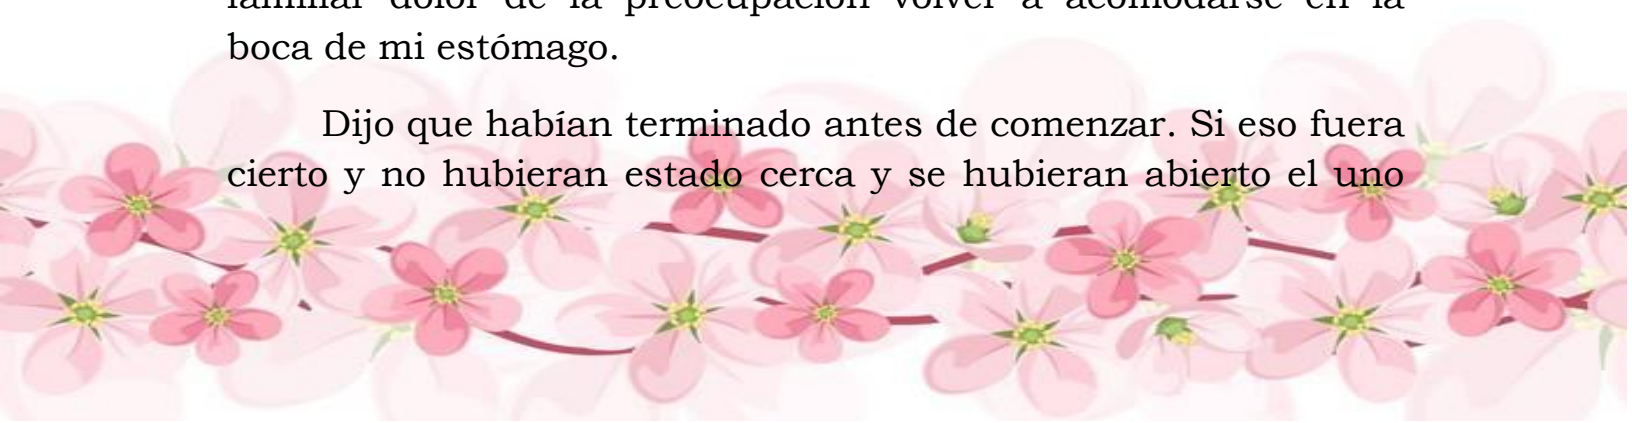 familiar dolor de la preocupación volver a acomodarse en la
boca de mi estómago.
Dijo que habían terminado antes de comenzar. Si eso fuera
cierto y no hubieran estado cerca y se hubieran abierto el uno